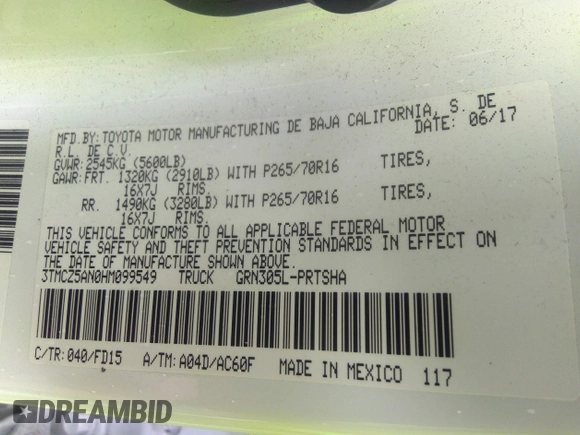 MFD.BY:TOYOTA MOTOR MANUFACTURING DE BAJA CALIFORNIA, S. DE
R.L. DE C.V. DATE: 06/17
GVWR:2545KG (5600LB)
GAWR:FRT. 1320KG (2910LB) WITH P265/70R16 TIRES,
16X7J RIMS.
RR. 1490KG (3280LB) WITH P265/70R16 TIRES,
16X7J RIMS.
THIS VEHICLE CONFORMS TO ALL APPLICABLE FEDERAL MOTOR
VEHICLE SAFETY AND THEFT PREVENTION STANDARDS IN EFFECT ON
THE DATE OF MANUFACTURE SHOWN ABOVE.
3TMCZ5AN0HM099549 TRUCK GRN305L-PRTSHA
C/TR:040/FD15 A/TM:A04D/AC60F MADE IN MEXICO 117
DREAMBID